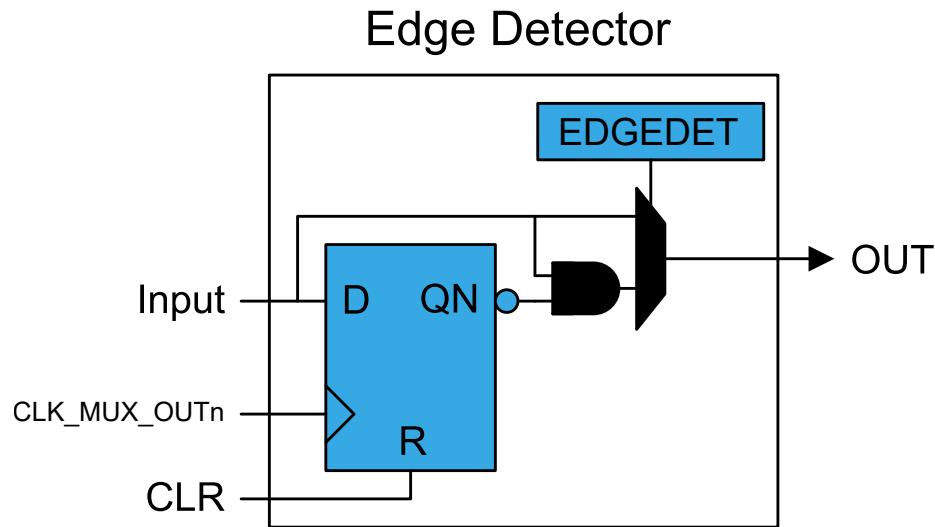 Edge Detector
EDGEDET
OUT
Input
D
QN
CLK_MUX_OUTn
R
CLR